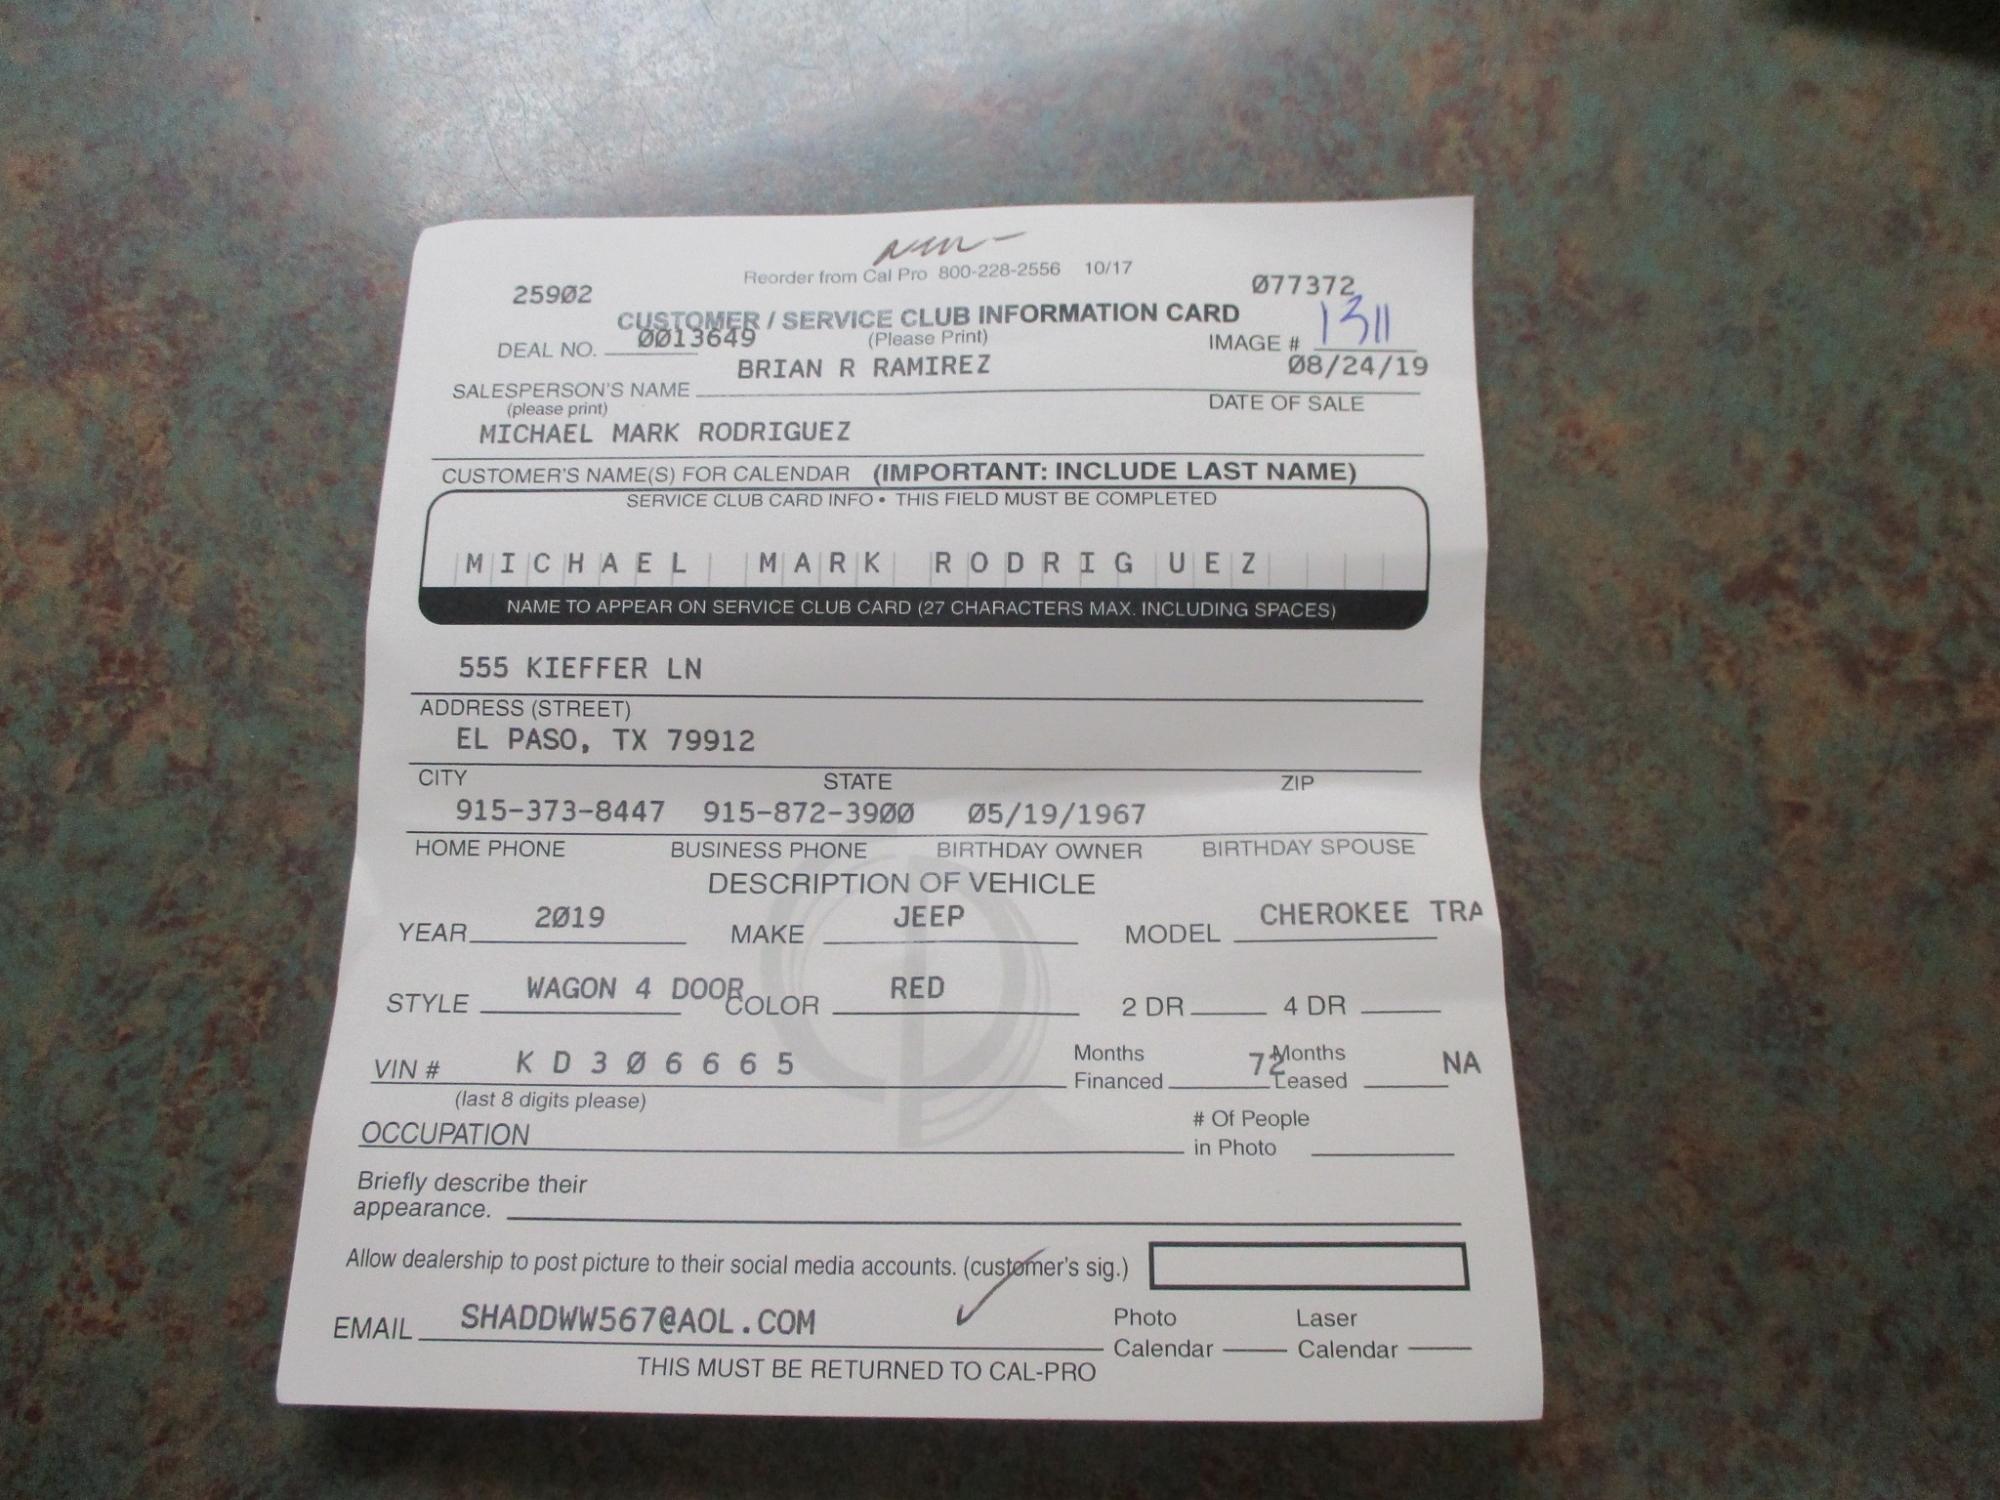 Reorder from Cal Pro 800-228-2556 10/17
25902 077372
CUSTOMER / SERVICE CLUB INFORMATION CARD
DEAL NO. 0013649 (Please Print) IMAGE # 1311
BRIAN R RAMIREZ 08/24/19
SALESPERSON'S NAME DATE OF SALE
(please print)
MICHAEL MARK RODRIGUEZ
CUSTOMER'S NAME(S) FOR CALENDAR (IMPORTANT: INCLUDE LAST NAME)
SERVICE CLUB CARD INFO • THIS FIELD MUST BE COMPLETED
MICHAEL MARK RODRIGUEZ
NAME TO APPEAR ON SERVICE CLUB CARD (27 CHARACTERS MAX. INCLUDING SPACES)
555 KIEFFER LN
ADDRESS (STREET)
EL PASO, TX 79912
CITY STATE ZIP
915-373-8447 915-872-3900 05/19/1967
HOME PHONE BUSINESS PHONE BIRTHDAY OWNER BIRTHDAY SPOUSE
DESCRIPTION OF VEHICLE
YEAR 2019 MAKE JEEP MODEL CHEROKEE TRA
STYLE WAGON 4 DOOR COLOR RED 2 DR 4 DR
VIN # KD306665 Months Financed 72 Months Leased NA
(last 8 digits please)
OCCUPATION # Of People in Photo
Briefly describe their
appearance.
Allow dealership to post picture to their social media accounts. (customer's sig.)
EMAIL SHADDWW567@AOL.COM Photo Calendar Laser Calendar
THIS MUST BE RETURNED TO CAL-PRO